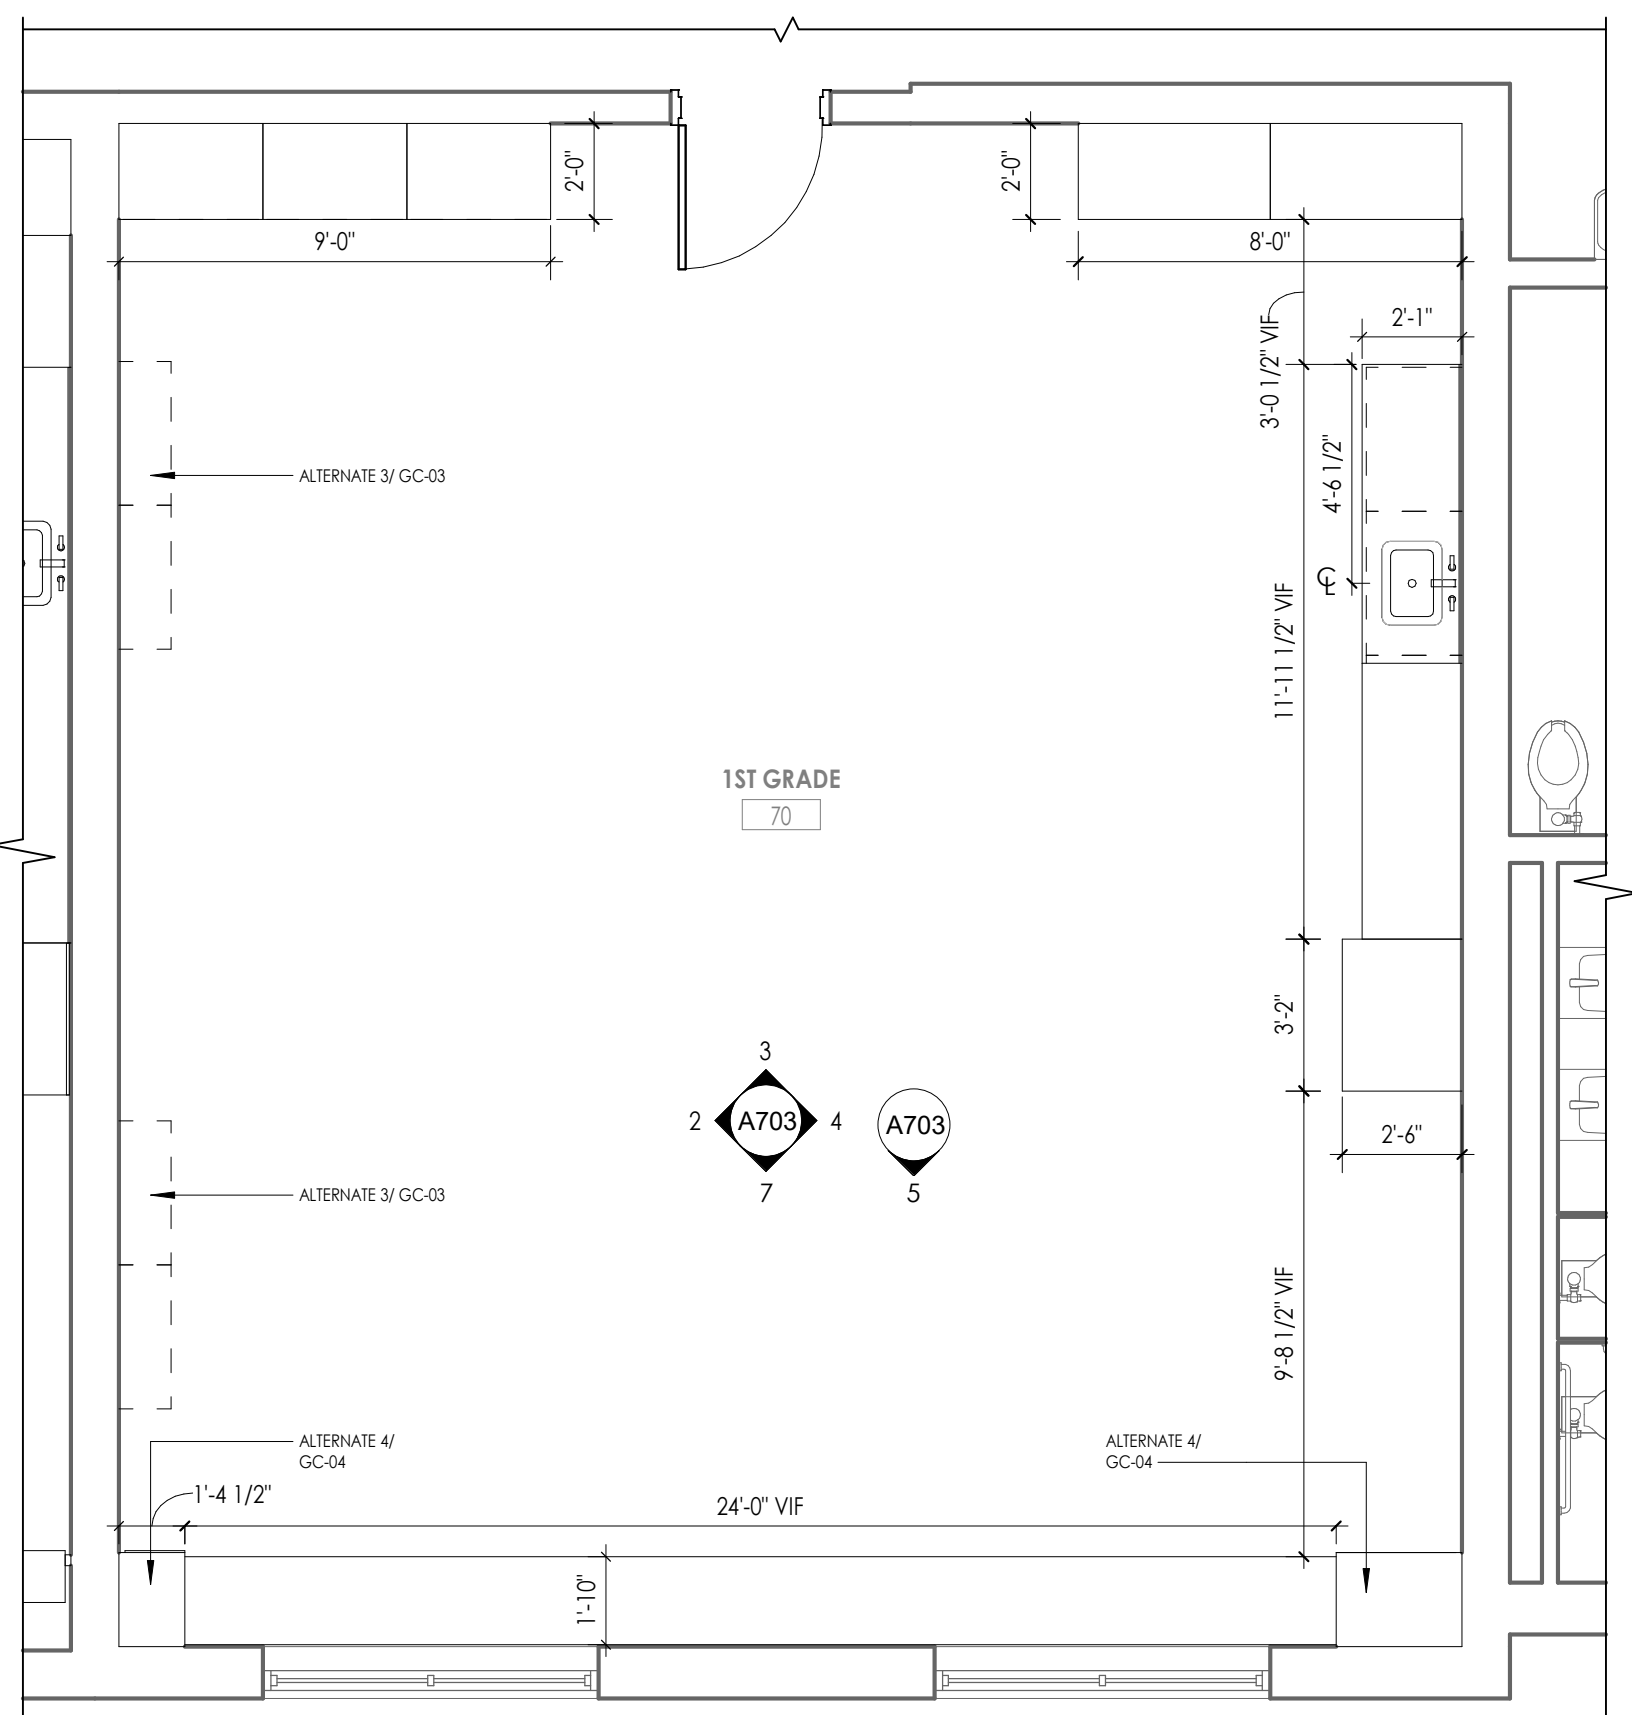 2'-0"
2'-0"
9'-0"
8'-0"
3'-0 1/2" VIF
2'-1"
4'-6 1/2"
ALTERNATE 3/ GC-03
℄
11'-11 1/2" VIF
1ST GRADE
70
3'-2"
3
2
A703
4
A703
7
5
2'-6"
ALTERNATE 3/ GC-03
9'-8 1/2" VIF
ALTERNATE 4/
GC-04
ALTERNATE 4/
GC-04
1'-4 1/2"
24'-0" VIF
1'-10"